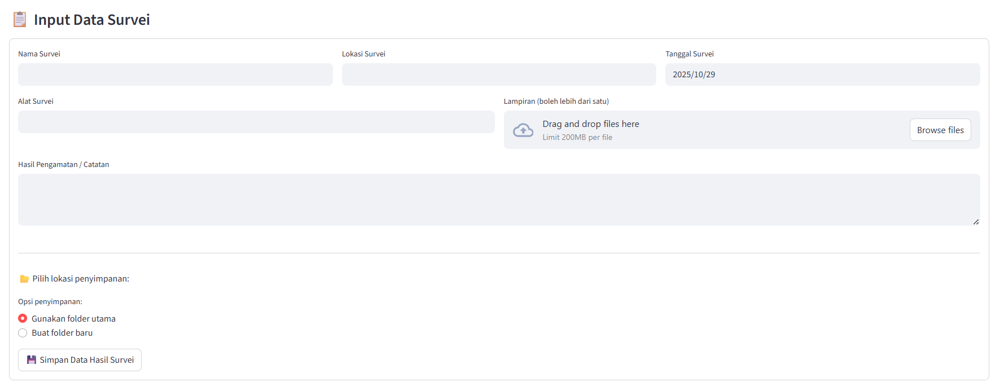 Input Data Survei
Nama Survei
Lokasi Survei
Tanggal Survei
2025/10/29
Alat Survei
Lampiran (boleh lebih dari satu)
Drag and drop files here
Limit 200MB per file
Browse files
Hasil Pengamatan / Catatan
Pilih lokasi penyimpanan:
Opsi penyimpanan:
Gunakan folder utama
Buat folder baru
Simpan Data Hasil Survei